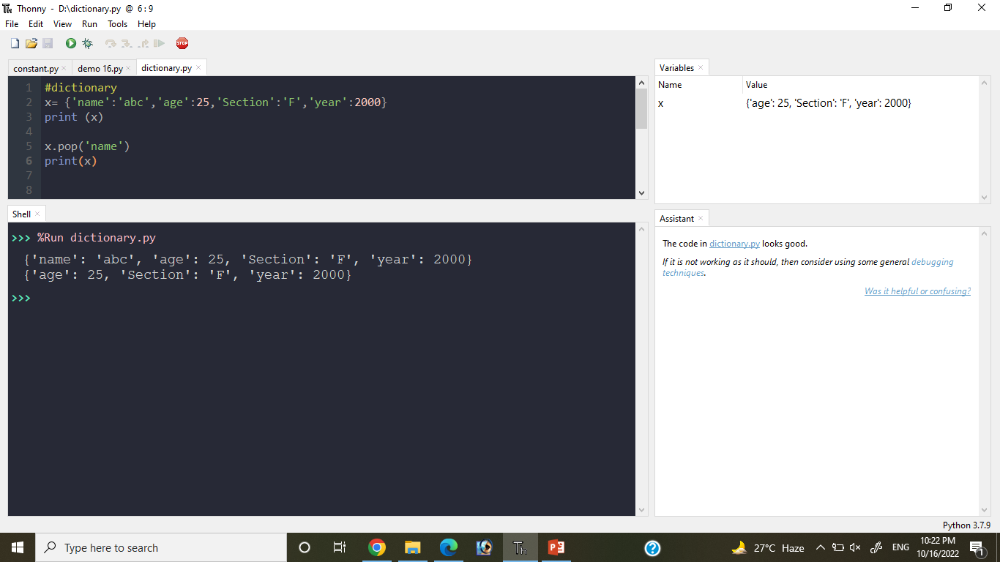 Thonny - D:\dictionary.py @ 6:9
File Edit View Run Tools Help
STOP
constant.py demo 16.py dictionary.py
1 #dictionary
2 x= {'name':'abc','age':25,'Section':'F','year':2000}
3 print (x)
4
5 x.pop('name')
6 print(x)
7
8
Shell
>>> %Run dictionary.py
{'name': 'abc', 'age': 25, 'Section': 'F', 'year': 2000}
{'age': 25, 'Section': 'F', 'year': 2000}
>>>
Variables
Name Value
x {'age': 25, 'Section': 'F', 'year': 2000}
Assistant
The code in dictionary.py looks good.
If it is not working as it should, then consider using some general debugging
techniques.
Was it helpful or confusing?
Python 3.7.9
Type here to search
27°C Haze
ENG
10:22 PM
10/16/2022
1